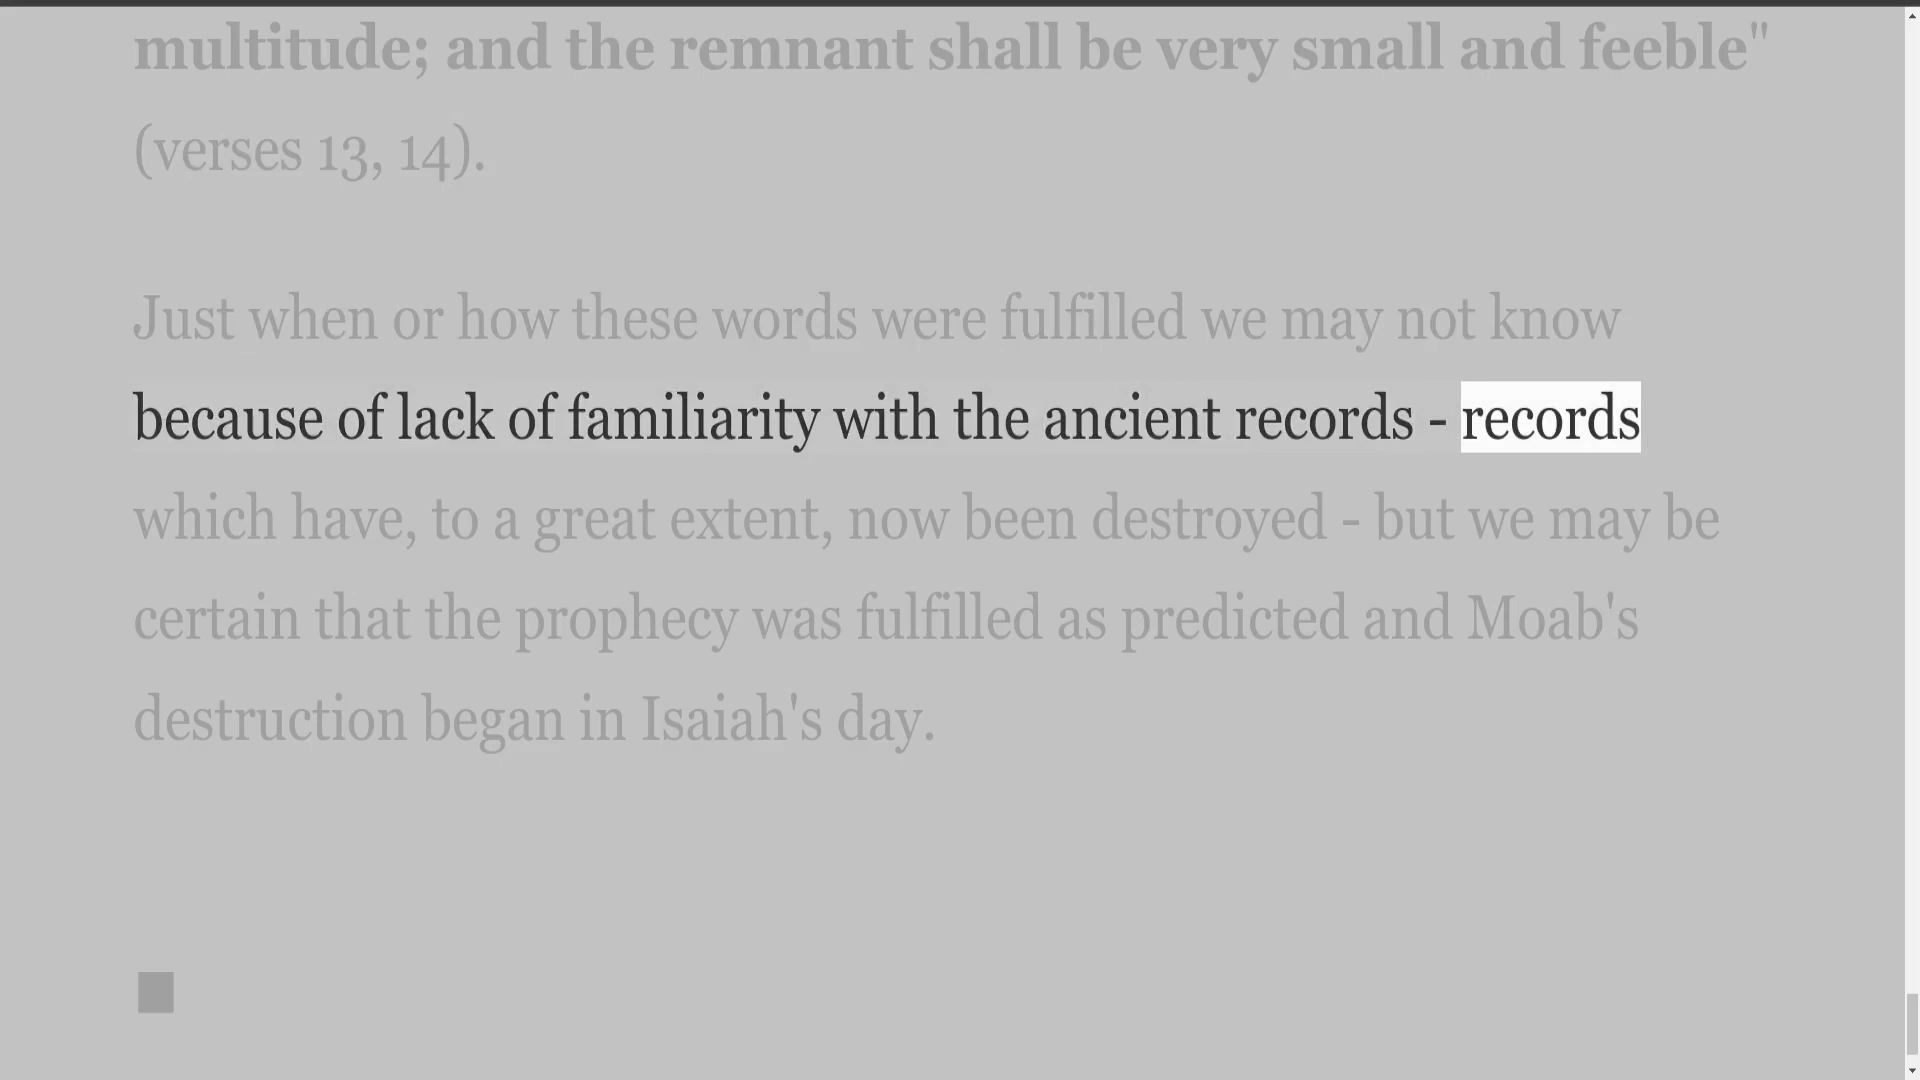 multitude; and the remnant shall be very small and feeble"
(verses 13, 14).
Just when or how these words were fulfilled we may not know
because of lack of familiarity with the ancient records - records
which have, to a great extent, now been destroyed - but we may be
certain that the prophecy was fulfilled as predicted and Moab's
destruction began in Isaiah's day.